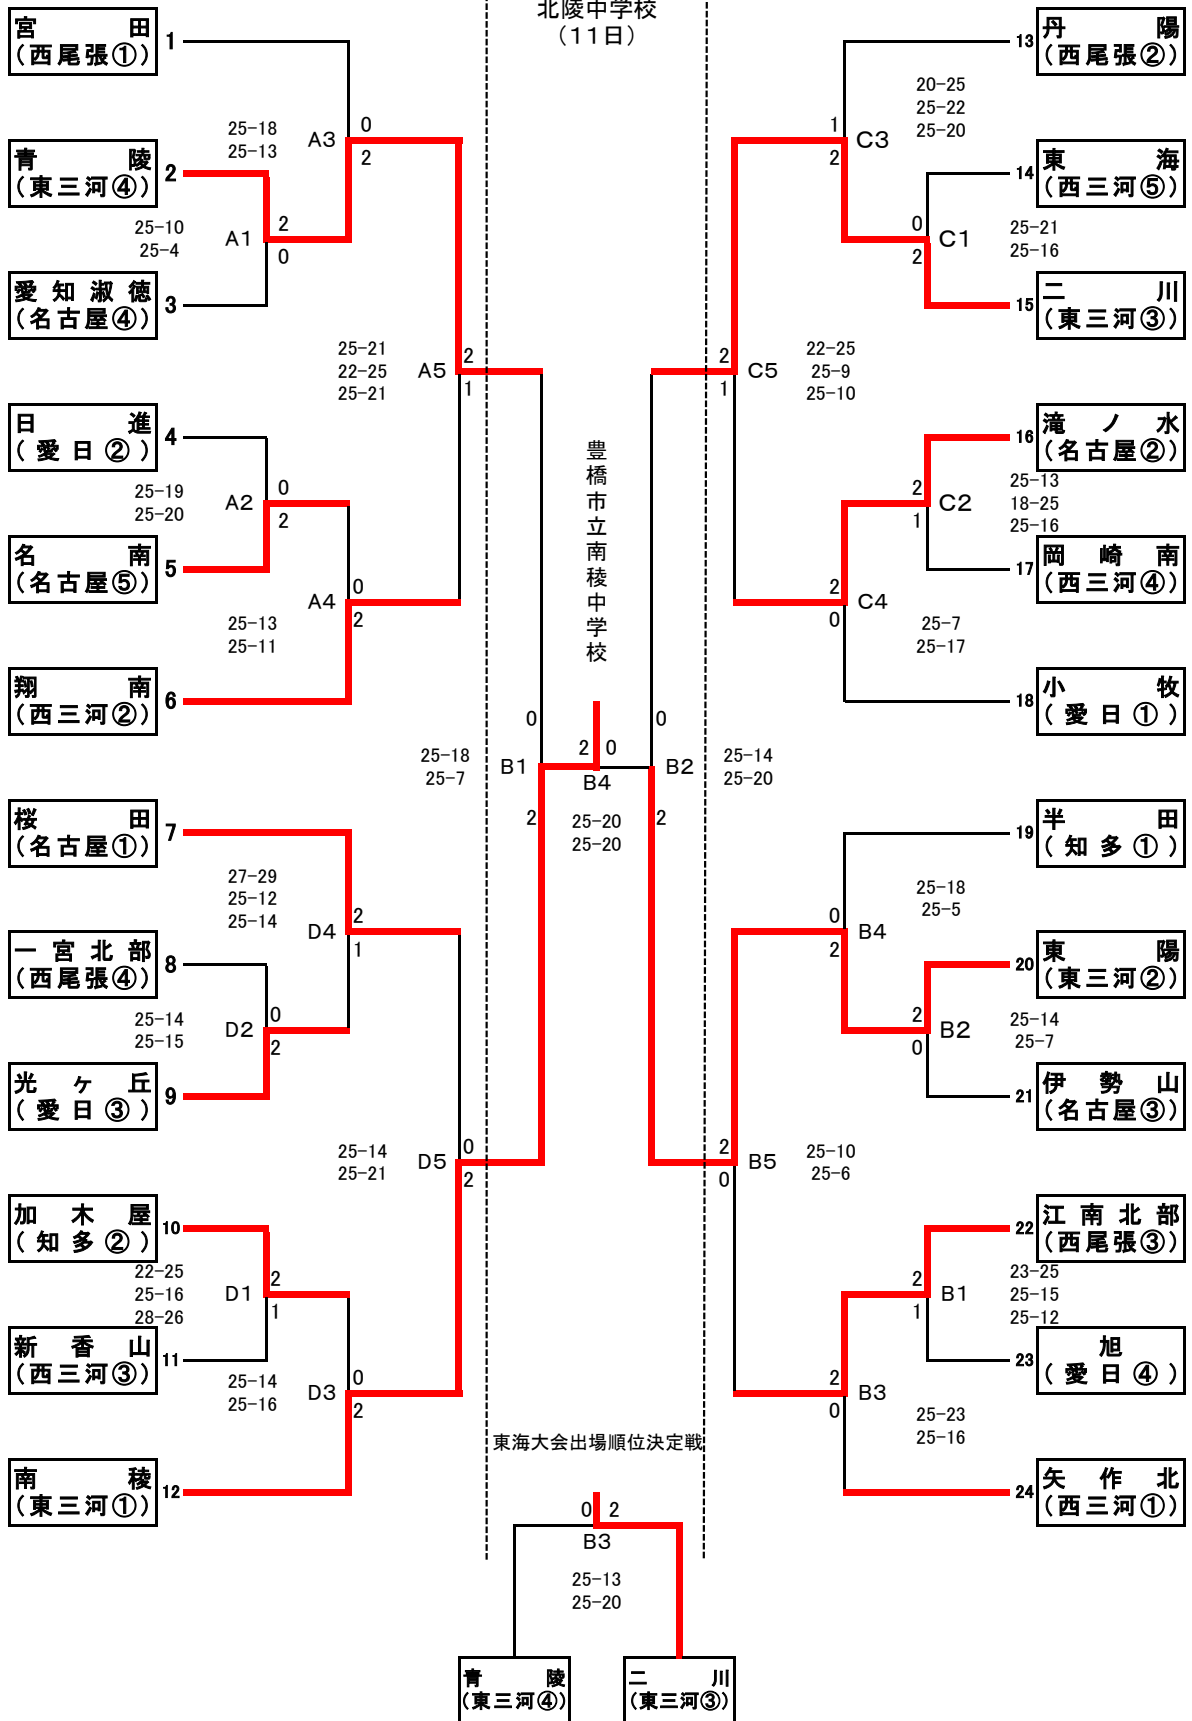 北陵中学校
（11日）
宮田
（西尾張①）
1
青陵
（東三河④）
2
愛知淑徳
（名古屋④）
3
日進
（愛日②）
4
名南
（名古屋⑤）
5
翔南
（西三河②）
6
桜田
（名古屋①）
7
一宮北部
（西尾張④）
8
光ヶ丘
（愛日③）
9
加木屋
（知多②）
10
新香山
（西三河③）
11
南稜
（東三河①）
12
25-18
25-13
A3
0
2
25-10
25-4
A1
2
0
25-21
22-25
25-21
A5
2
1
25-19
25-20
A2
0
2
25-13
25-11
A4
0
2
27-29
25-12
25-14
D4
2
1
25-14
25-15
D2
0
2
25-14
25-21
D5
0
2
22-25
25-16
28-26
D1
2
1
25-14
25-16
D3
0
2
豊橋市立南稜中学校
25-18
25-7
B1
0
2
2
0
B4
25-20
25-20
0
2
B2
25-14
25-20
東海大会出場順位決定戦
0
2
B3
25-13
25-20
青陵
（東三河④）
二川
（東三河③）
13
丹陽
（西尾張②）
14
東海
（西三河⑤）
15
二川
（東三河③）
16
滝ノ水
（名古屋②）
17
岡崎南
（西三河④）
18
小牧
（愛日①）
19
半田
（知多①）
20
東陽
（東三河②）
21
伊勢山
（名古屋③）
22
江南北部
（西尾張③）
23
旭
（愛日④）
24
矢作北
（西三河①）
20-25
25-22
25-20
1
2
C3
0
2
C1
25-21
25-16
2
1
C5
22-25
25-9
25-10
2
1
C2
25-13
18-25
25-16
2
0
C4
25-7
25-17
25-18
25-5
0
2
B4
2
0
B2
25-14
25-7
2
0
B5
25-10
25-6
2
1
B1
23-25
25-15
25-12
2
0
B3
25-23
25-16